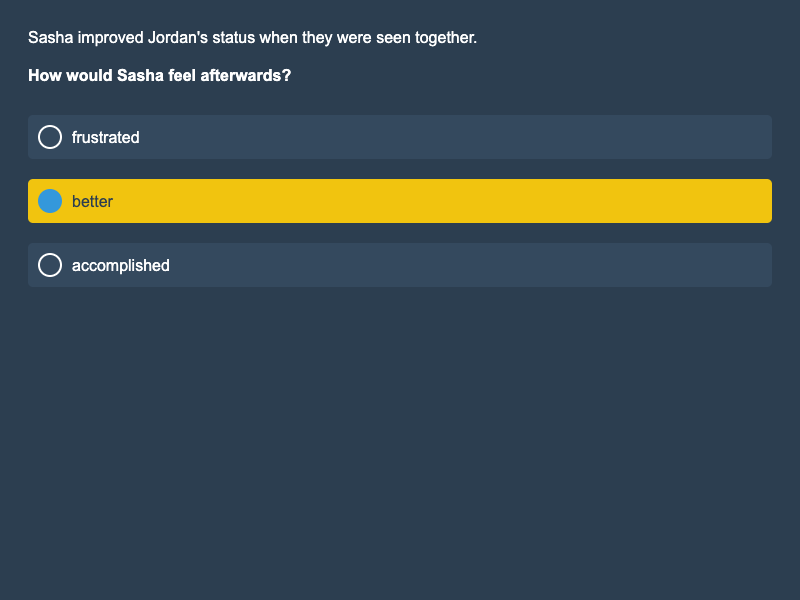 Sasha improved Jordan's status when they were seen together.
How would Sasha feel afterwards?
frustrated
better
accomplished